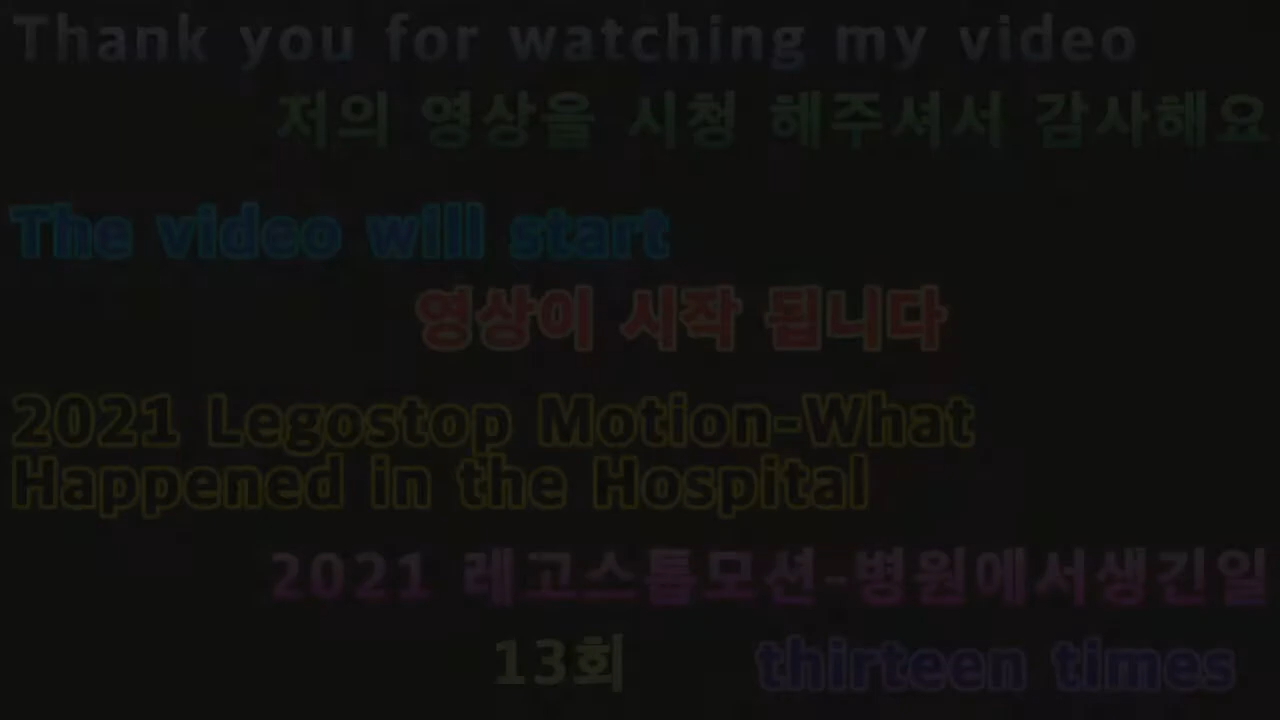 Thank you for watching my video
저의 영상을 시청 해주셔서 감사해요
The video will start
영상이 시작 됩니다
2021 Legostop Motion-What
Happened in the Hospital
2021 레고스톱모션-병원에서생긴일
13회 thirteen times